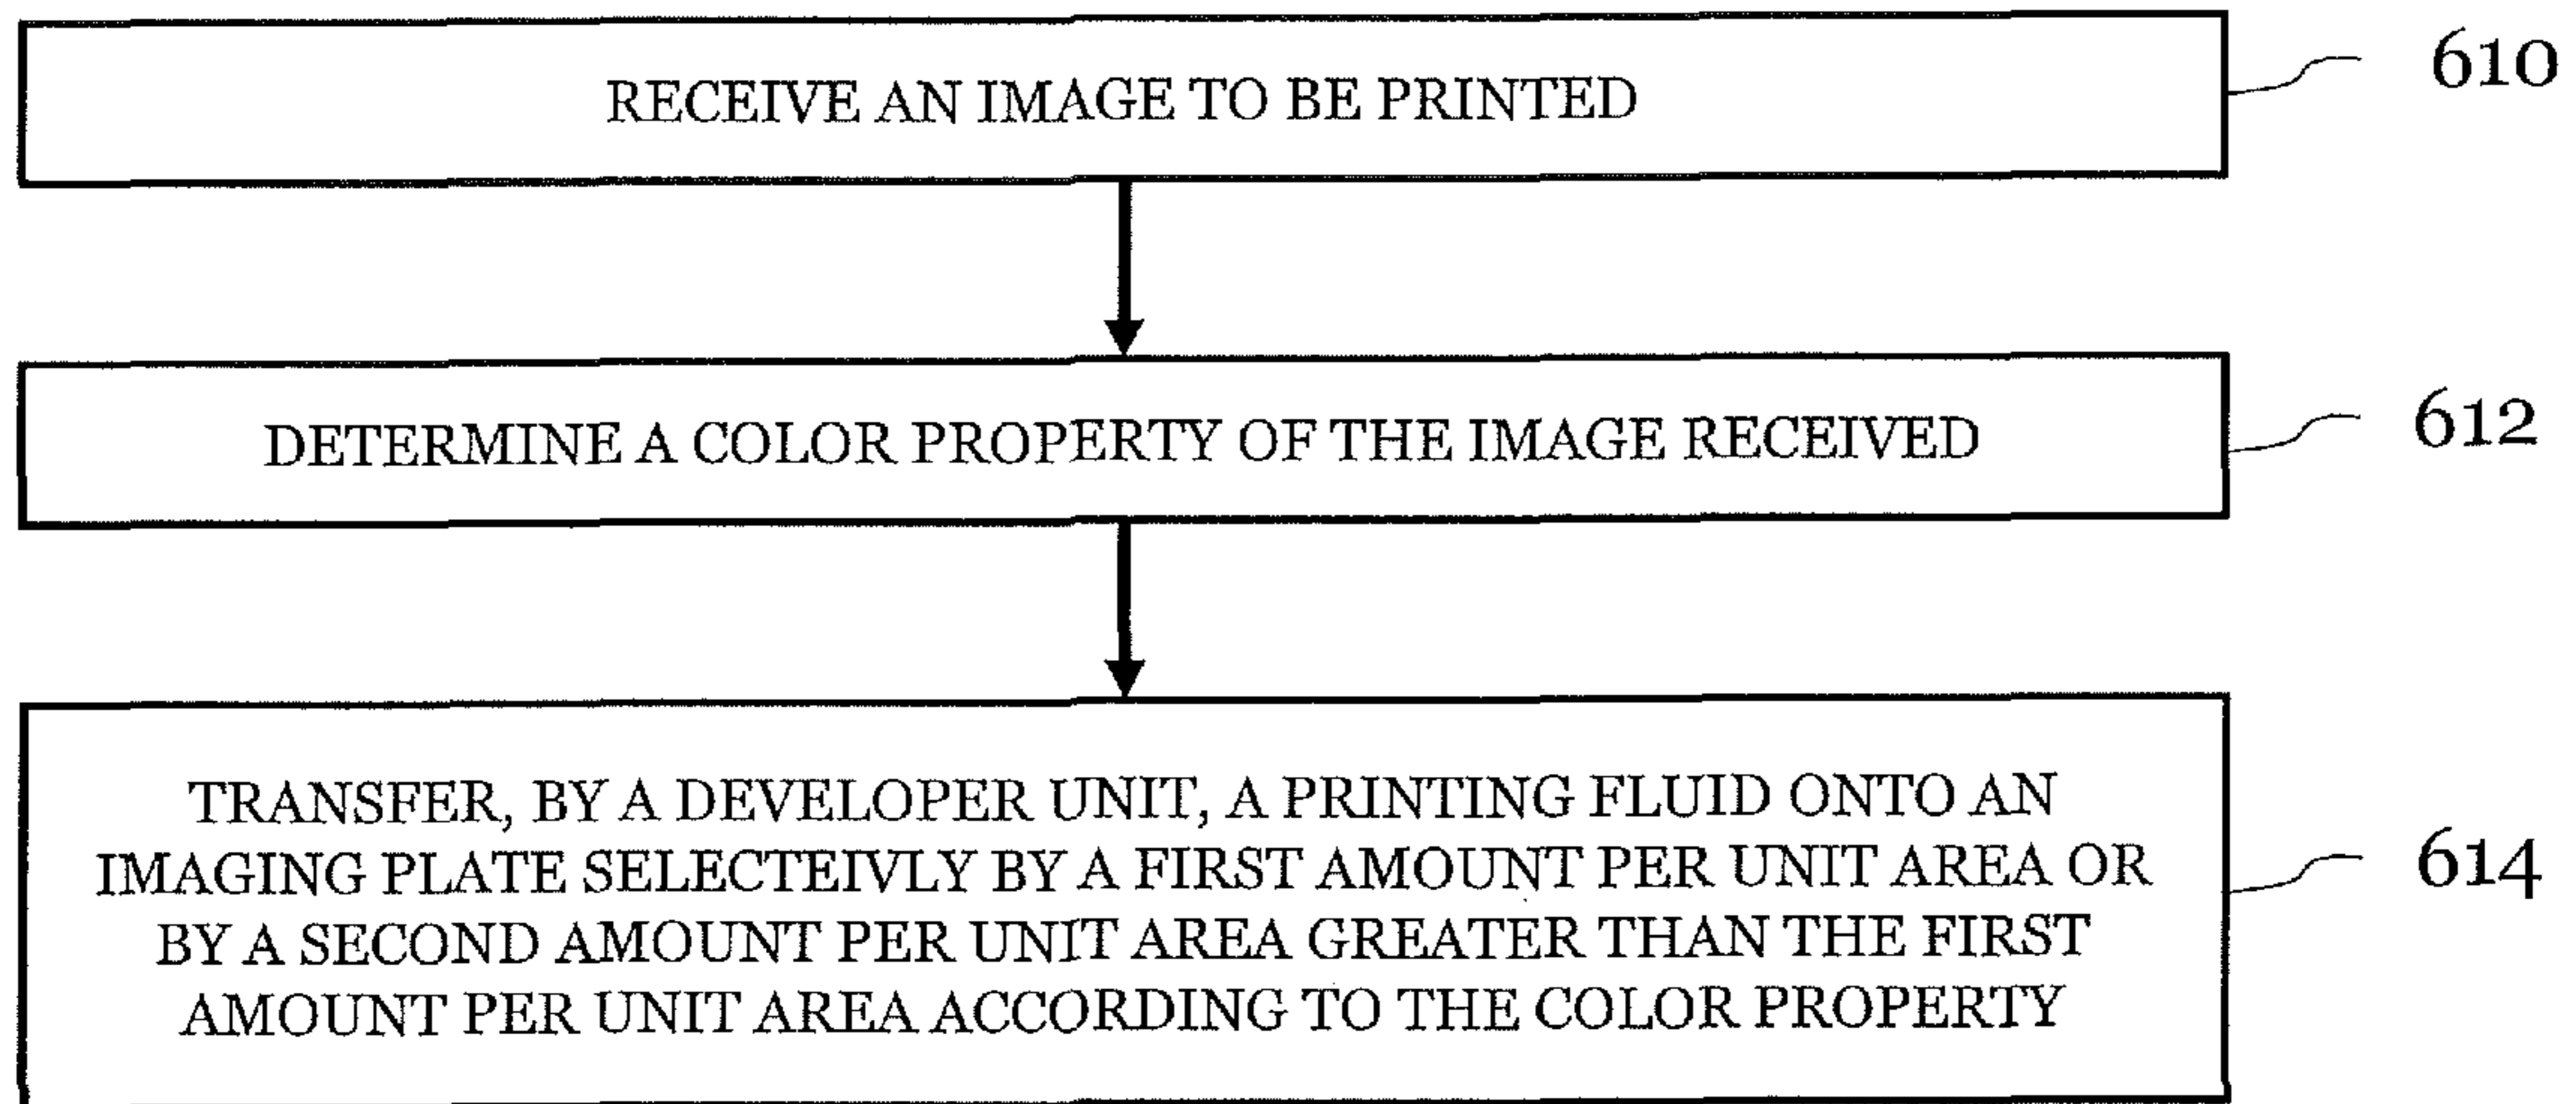 RECEIVE AN IMAGE TO BE PRINTED
610
DETERMINE A COLOR PROPERTY OF THE IMAGE RECEIVED
612
TRANSFER, BY A DEVELOPER UNIT, A PRINTING FLUID ONTO AN
IMAGING PLATE SELECTEIVLY BY A FIRST AMOUNT PER UNIT AREA OR
BY A SECOND AMOUNT PER UNIT AREA GREATER THAN THE FIRST
AMOUNT PER UNIT AREA ACCORDING TO THE COLOR PROPERTY
614